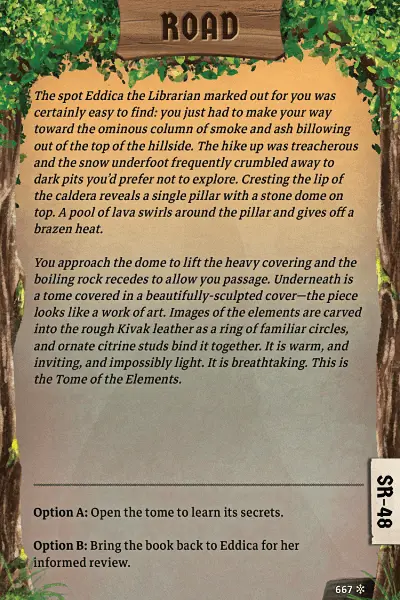 ROAD
The spot Eddica the Librarian marked out for you was
certainly easy to find: you just had to make your way
toward the ominous column of smoke and ash billowing
out of the top of the hillside. The hike up was treacherous
and the snow underfoot frequently crumbled away to
dark pits you'd prefer not to explore. Cresting the lip of
the caldera reveals a single pillar with a stone dome on
top. A pool of lava swirls around the pillar and gives off a
brazen heat.
You approach the dome to lift the heavy covering and the
boiling rock recedes to allow you passage. Underneath is
a tome covered in a beautifully-sculpted cover—the piece
looks like a work of art. Images of the elements are carved
into the rough Kivak leather as a ring of familiar circles,
and ornate citrine studs bind it together. It is warm, and
inviting, and impossibly light. It is breathtaking. This is
the Tome of the Elements.
SR-48
Option A: Open the tome to learn its secrets.
Option B: Bring the book back to Eddica for her
informed review.
667 ✻